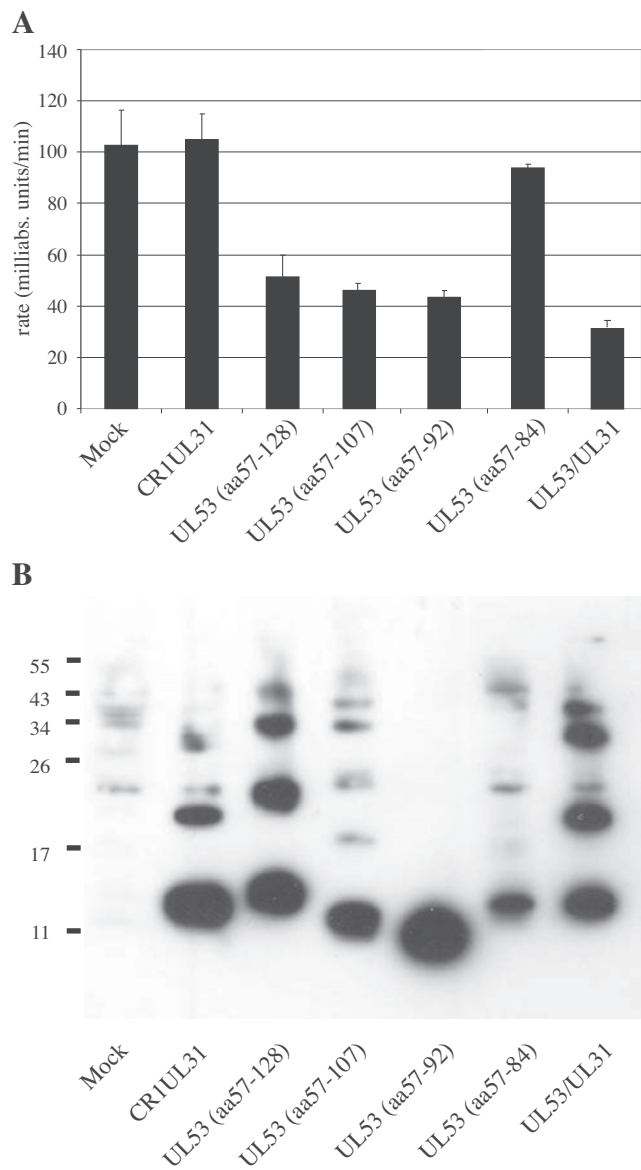 A
rate (milliabs. units/min)
140
120
100
80
60
40
20
0
Mock
CR1UL31
UL53 (aa57-128)
UL53 (aa57-107)
UL53 (aa57-92)
UL53 (aa57-84)
UL53/UL31
B
55
43
34
26
17
11
Mock
CR1UL31
UL53 (aa57-128)
UL53 (aa57-107)
UL53 (aa57-92)
UL53 (aa57-84)
UL53/UL31